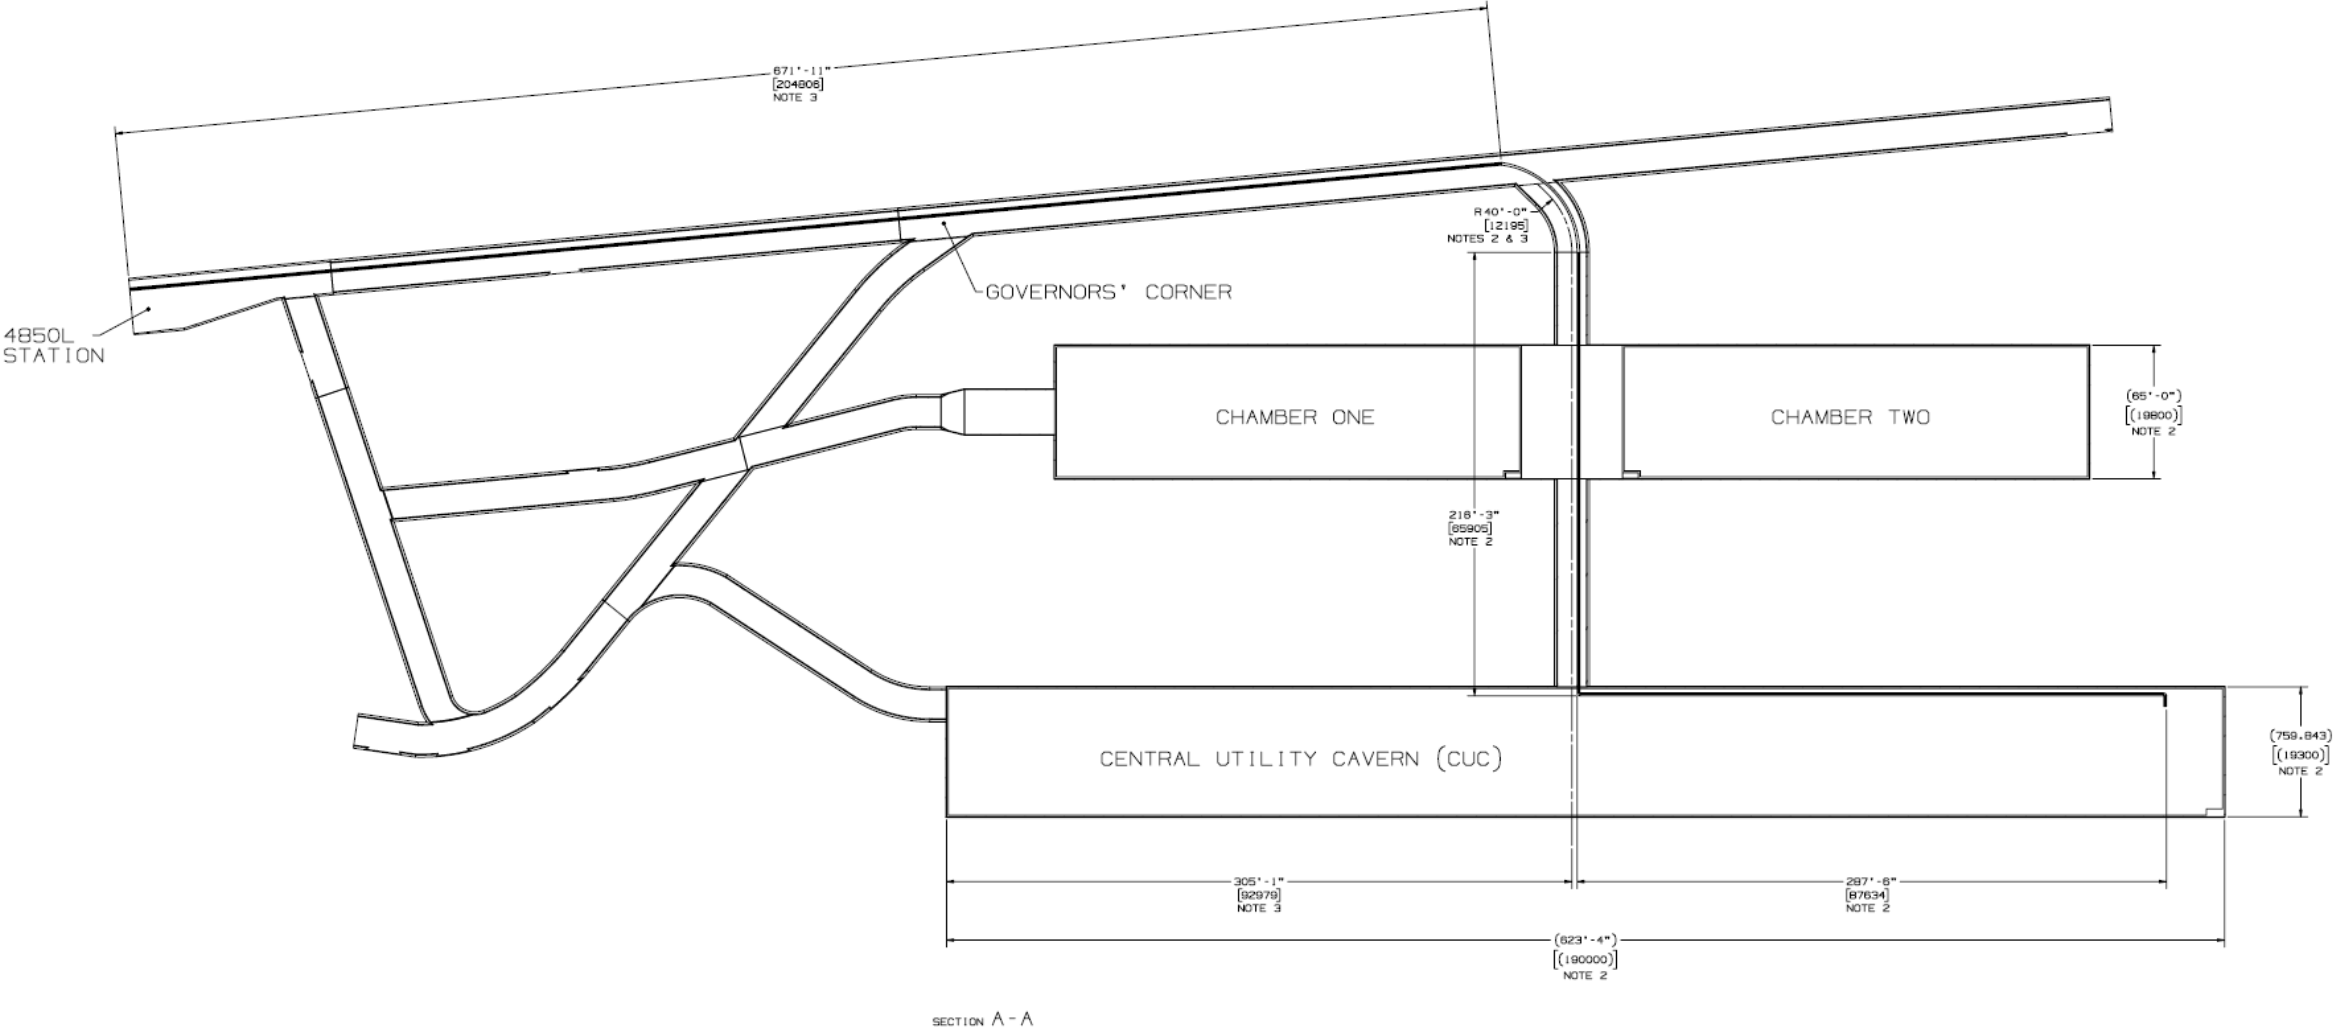 671'-11"
[204806]
NOTE 3
R40'-0"
[12195]
NOTES 2 & 3
GOVERNORS' CORNER
4850L
STATION
CHAMBER ONE
CHAMBER TWO
(65'-0")
[(19800)]
NOTE 2
216'-3"
[65905]
NOTE 2
CENTRAL UTILITY CAVERN (CUC)
(759.843)
[(19300)]
NOTE 2
305'-1"
[92979]
NOTE 3
287'-6"
[87634]
NOTE 2
(623'-4")
[(190000)]
NOTE 2
SECTION A-A